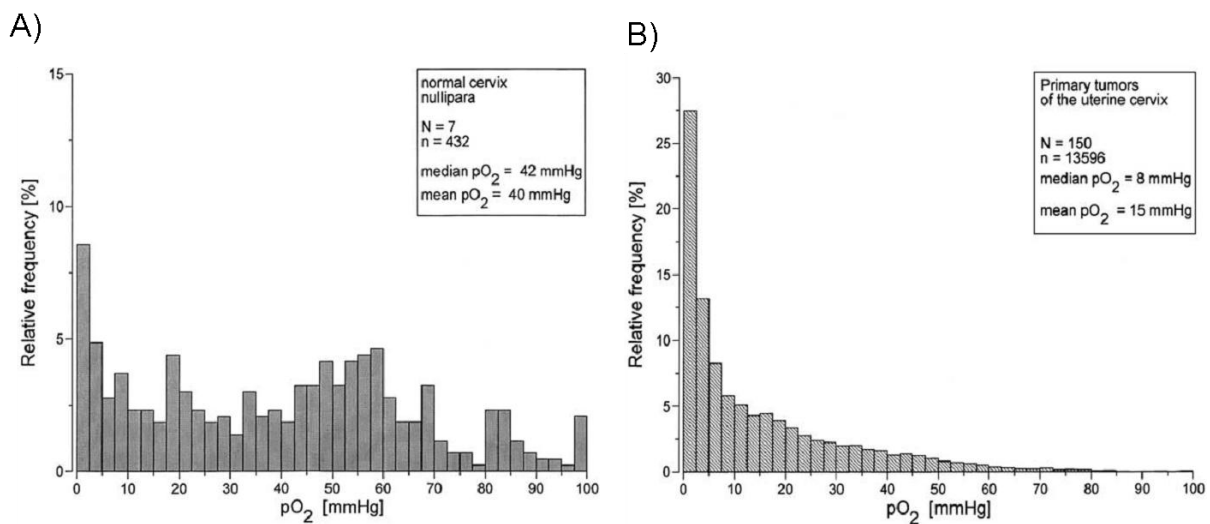 A)
15
10
5
0
Relative frequency [%]
0 10 20 30 40 50 60 70 80 90 100
pO2 [mmHg]
normal cervix
nullipara
N = 7
n = 432
median pO2 = 42 mmHg
mean pO2 = 40 mmHg
B)
30
25
20
15
10
5
0
Relative frequency [%]
0 10 20 30 40 50 60 70 80 90 100
pO2 [mmHg]
Primary tumors
of the uterine cervix
N = 150
n = 13596
median pO2 = 8 mmHg
mean pO2 = 15 mmHg